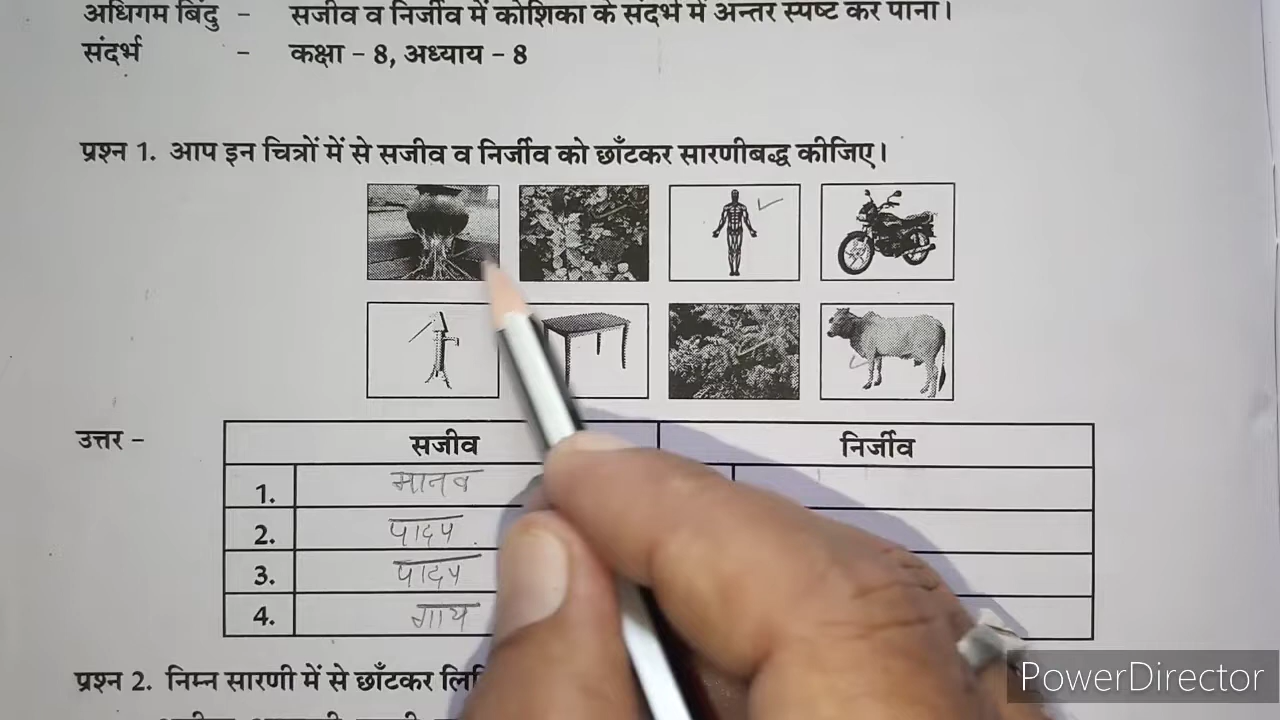 अधिगम बिंदु - सजीव व निर्जीव में कोशिका के संदर्भ में अन्तर स्पष्ट कर पाना।
संदर्भ - कक्षा - 8, अध्याय - 8
प्रश्न 1. आप इन चित्रों में से सजीव व निर्जीव को छाँटकर सारणीबद्ध कीजिए।
उत्तर - सजीव निर्जीव
1. मानव
2. पादप
3. पादप
4. गाय
प्रश्न 2. निम्न सारणी में से छाँटकर
PowerDirector